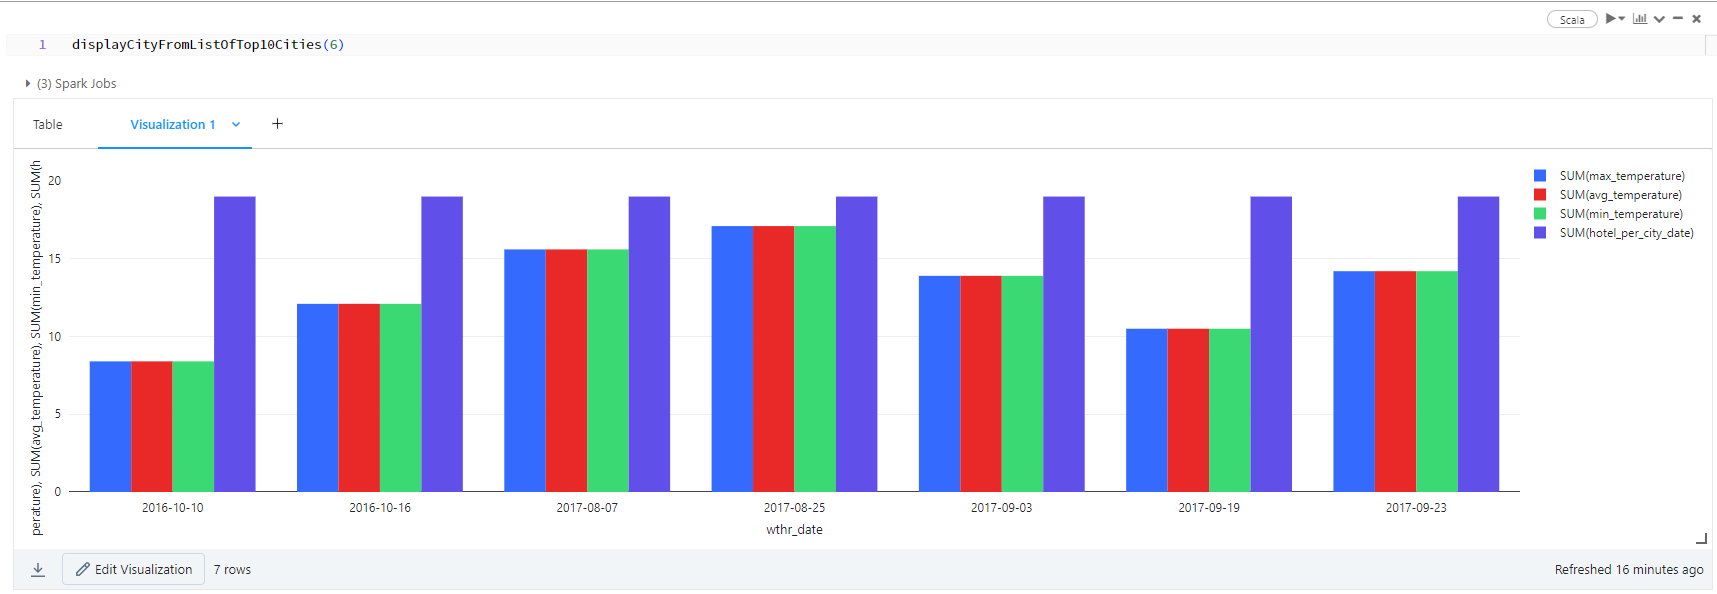 Scala
1 displayCityFromListOfTop10Cities(6)
(3) Spark Jobs
Table Visualization 1 +
perature), SUM(avg_temperature), SUM(min_temperature), SUM(h
20
15
10
5
0
SUM(max_temperature)
SUM(avg_temperature)
SUM(min_temperature)
SUM(hotel_per_city_date)
2016-10-10 2016-10-16 2017-08-07 2017-08-25 2017-09-03 2017-09-19 2017-09-23
wthr_date
Edit Visualization 7 rows Refreshed 16 minutes ago